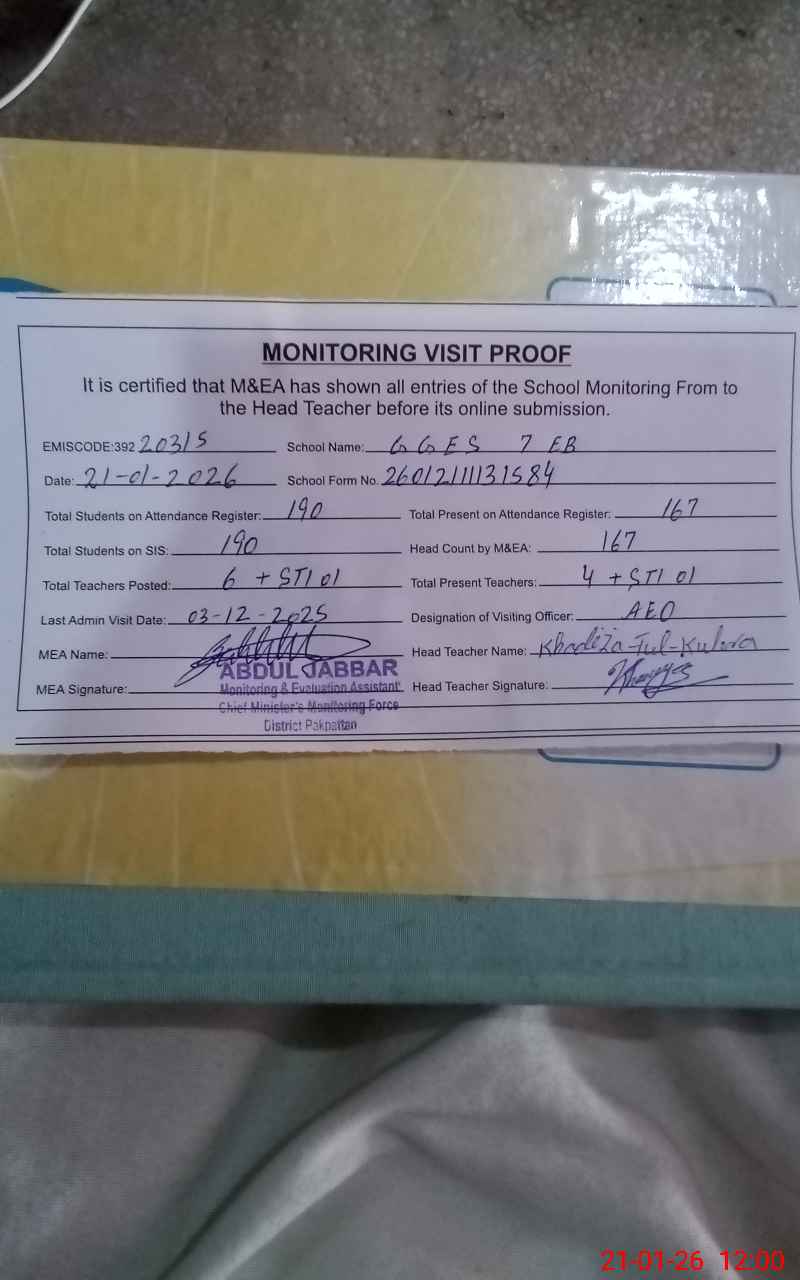 MONITORING VISIT PROOF
It is certified that M&EA has shown all entries of the School Monitoring From to
the Head Teacher before its online submission.
EMISCODE:392 20315 School Name: GGES 7 EB
Date: 21-01-2026 School Form No. 26012111131584
Total Students on Attendance Register: 190 Total Present on Attendance Register: 167
Total Students on SIS: 190 Head Count by M&EA: 167
Total Teachers Posted: 6 + STI 01 Total Present Teachers: 4 + STI 01
Last Admin Visit Date: 03-12-2025 Designation of Visiting Officer: AEO
MEA Name: Head Teacher Name: Khadiza-Tul-Kubra
ABDUL JABBAR
MEA Signature: Monitoring & Evaluation Assistant Head Teacher Signature:
Chief Minister's Monitoring Force
District Pakpattan
21-01-26 12:00